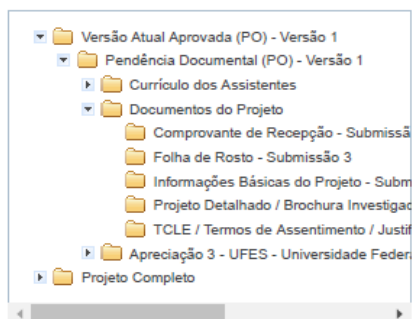 Versão Atual Aprovada (PO) - Versão 1
Pendência Documental (PO) - Versão 1
Currículo dos Assistentes
Documentos do Projeto
Comprovante de Recepção - Submissã
Folha de Rosto - Submissão 3
Informações Básicas do Projeto - Subm
Projeto Detalhado / Brochura Investigad
TCLE / Termos de Assentimento / Justif
Apreciação 3 - UFES - Universidade Federa
Projeto Completo